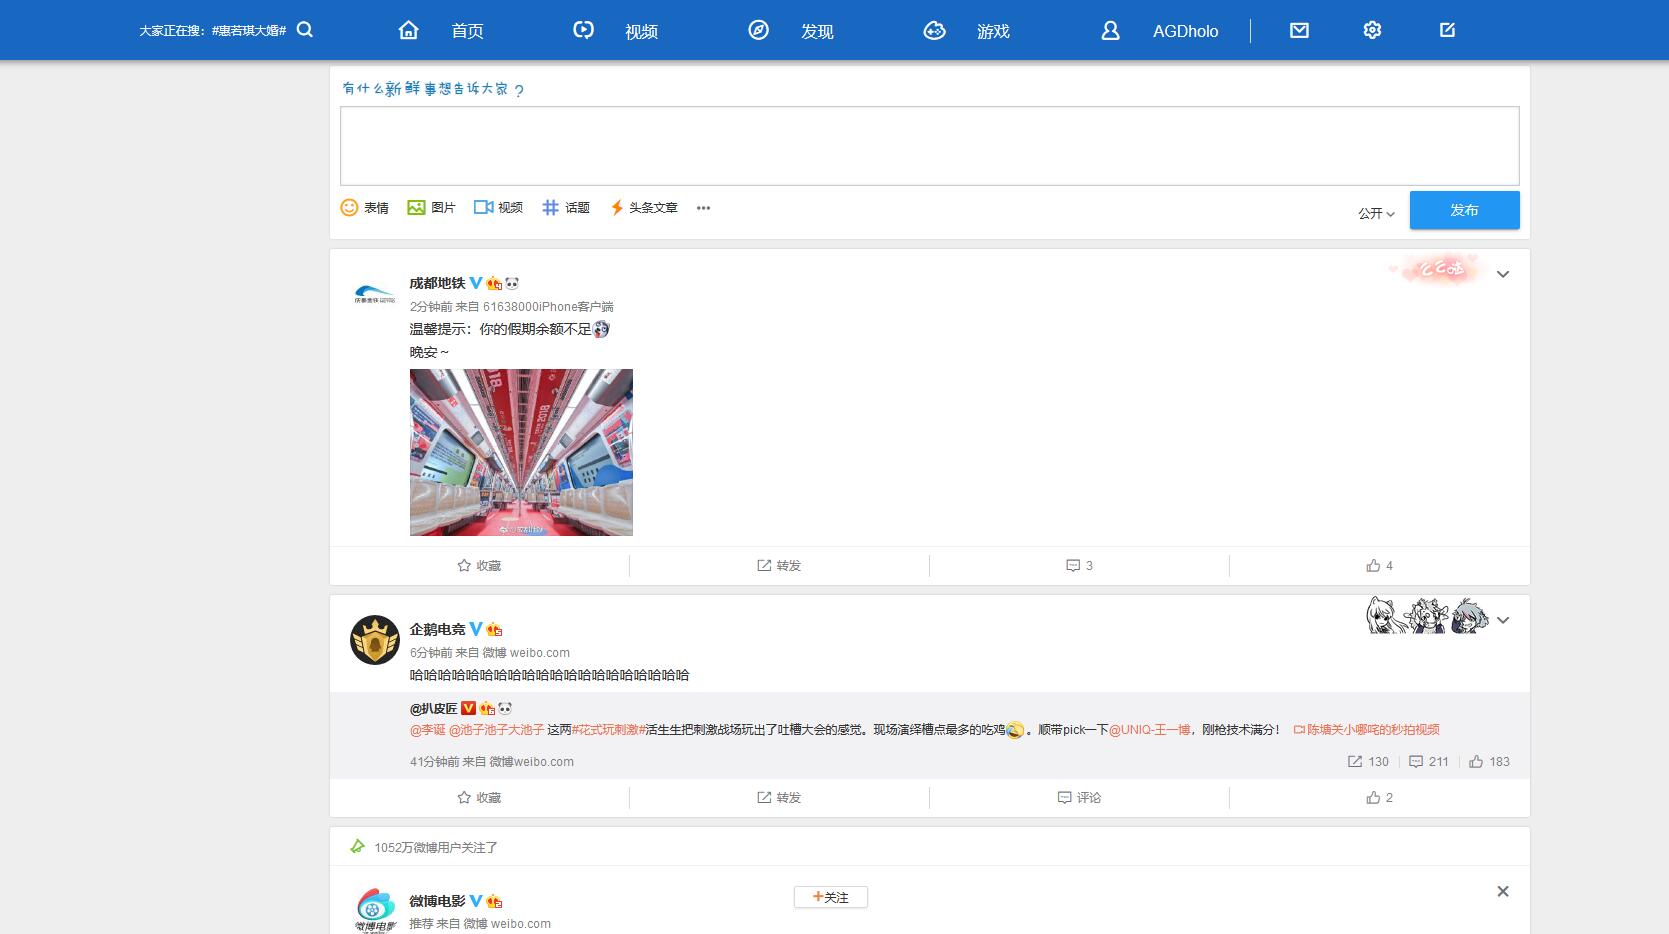 大家正在搜：#惠若琪大婚#
首页
视频
发现
游戏
AGDholo
有什么新鲜事想告诉大家？
表情 图片 视频 话题 头条文章
公开 发布
成都地铁
2分钟前 来自 61638000iPhone客户端
温馨提示：你的假期余额不足
晚安～
么么哒
2018
收藏 转发 3 4
企鹅电竞
6分钟前 来自 微博 weibo.com
哈哈哈哈哈哈哈哈哈哈哈哈哈哈哈哈哈哈哈哈
@扒皮匠
@李诞 @池子池子大池子 这两#花式玩刺激#活生生把刺激战场玩出了吐槽大会的感觉。现场演绎槽点最多的吃鸡。顺带pick一下@UNIQ-王一博，刚枪技术满分！ 陈塘关小哪吒的秒拍视频
41分钟前 来自 微博weibo.com 130 211 183
收藏 转发 评论 2
1052万微博用户关注了
微博电影
+关注
推荐 来自 微博 weibo.com
微博电影